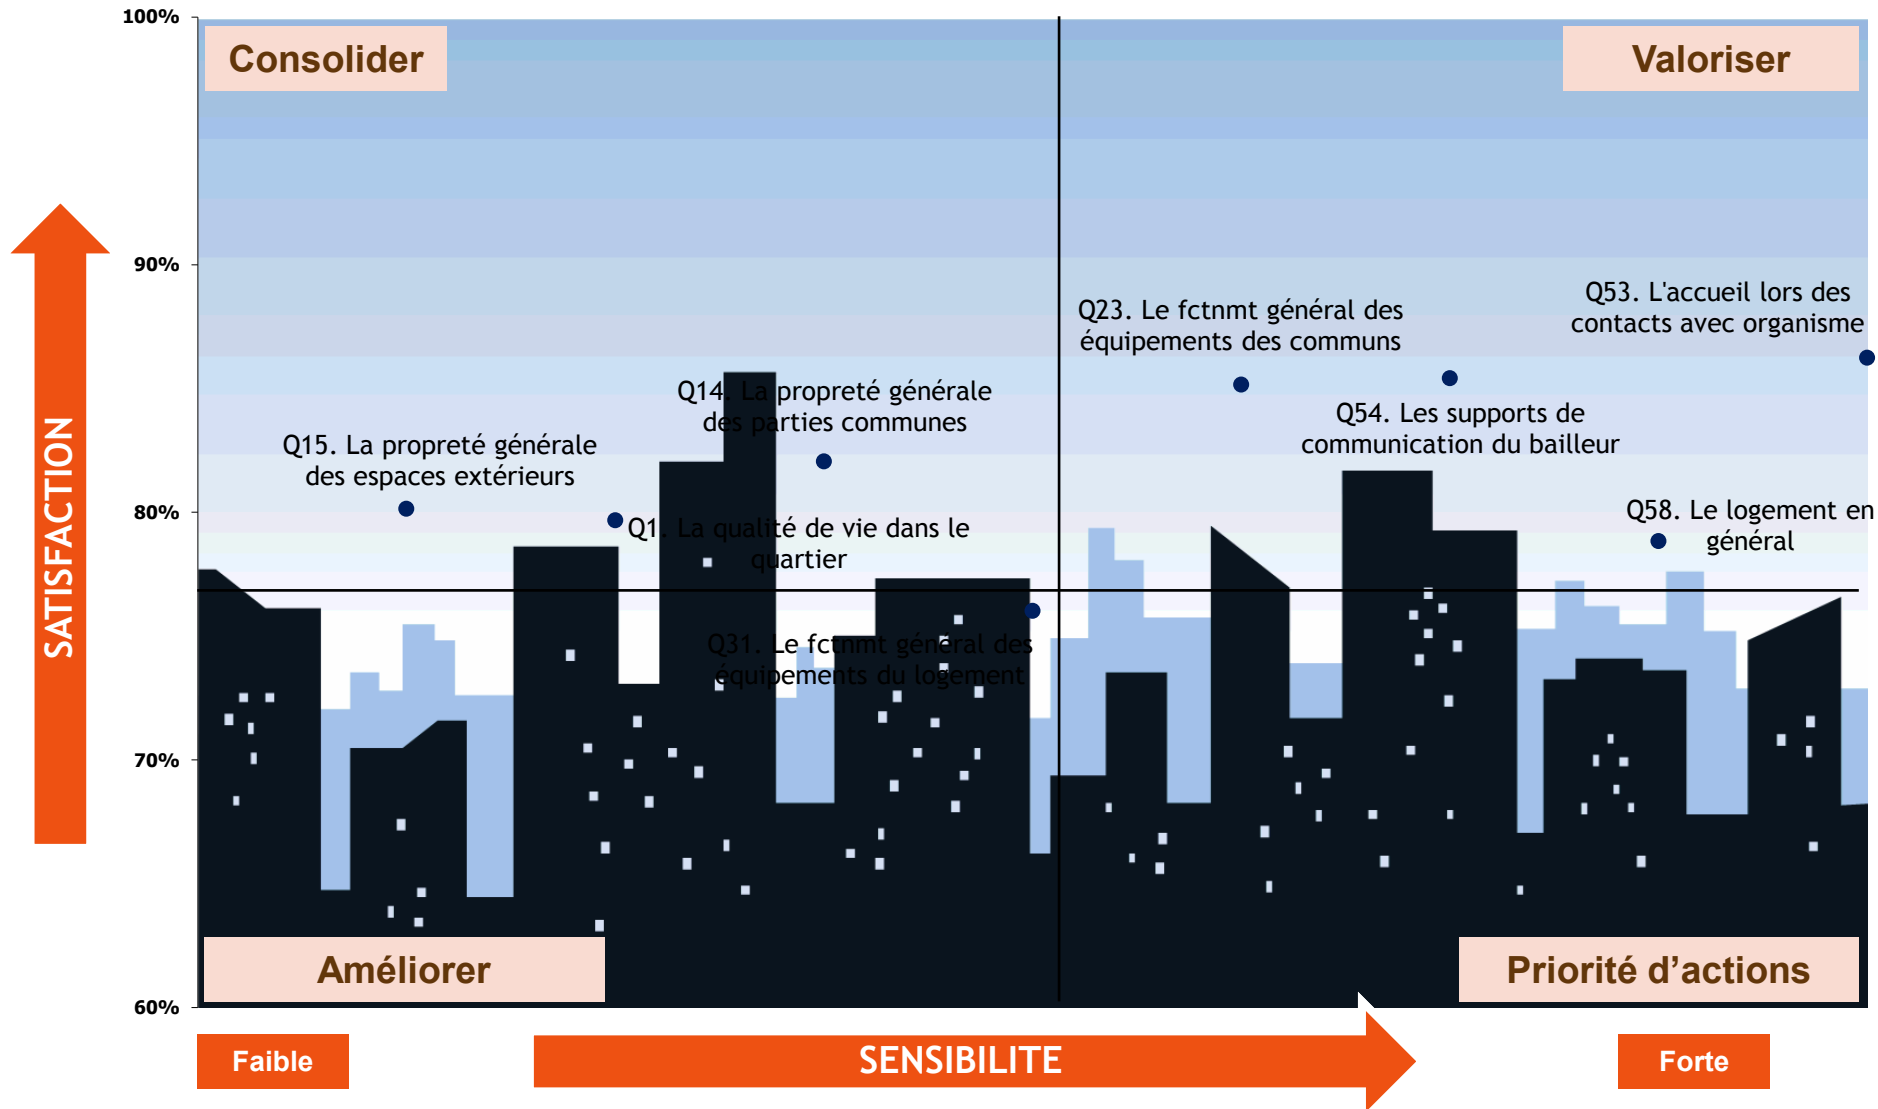 100%
Consolider
Valoriser
90%
Q53. L'accueil lors des
contacts avec organisme
Q23. Le fctnmt général des
équipements des communs
Q14. La propreté générale
des parties communes
Q54. Les supports de
communication du bailleur
Q15. La propreté générale
des espaces extérieurs
SATISFACTION
80%
Q1. La qualité de vie dans le
quartier
Q58. Le logement en
général
Q31. Le fctnmt général des
équipements du logement
70%
Améliorer
Priorité d’actions
60%
Faible
SENSIBILITE
Forte